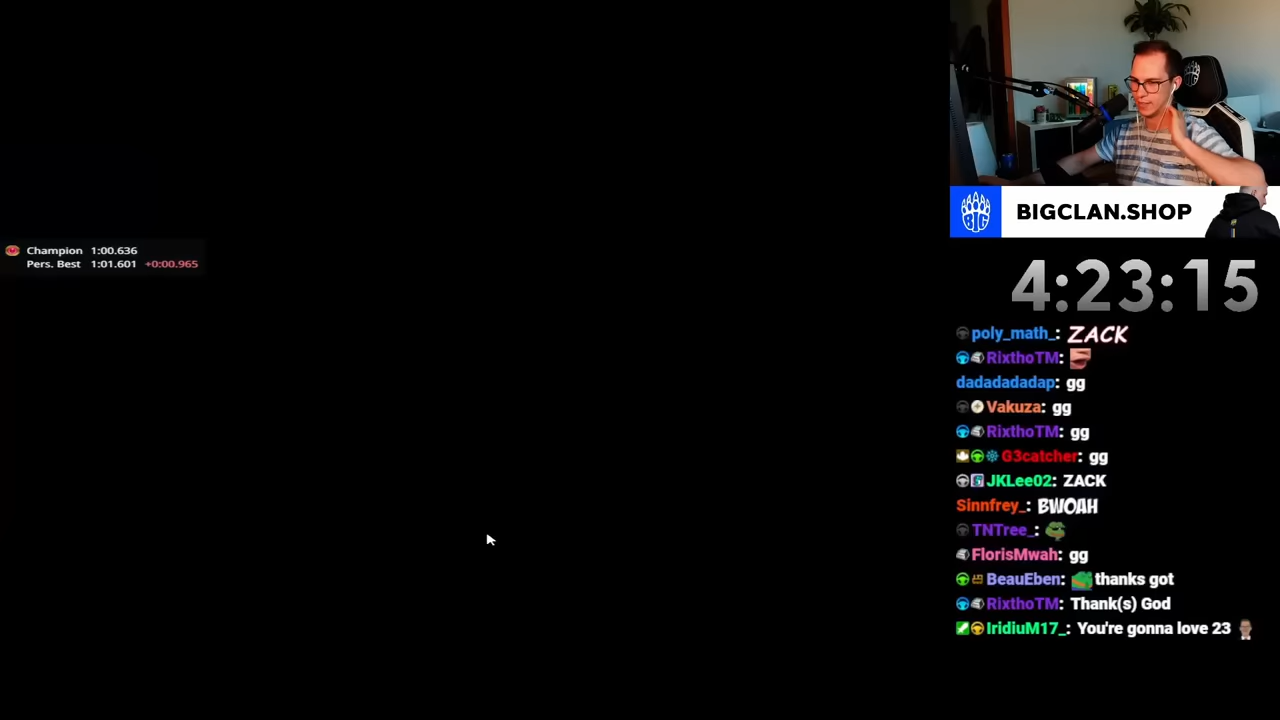 Champion 1:00.636
Pers. Best 1:01.601 +0:00.965
BIG
BIGCLAN.SHOP
4:23:15
poly_math_: ZACK
RixthoTM:
dadadadadap: gg
Vakuza: gg
RixthoTM: gg
G3catcher: gg
JKLee02: ZACK
Sinnfrey_: BWOAH
TNTree_:
FlorisMwah: gg
BeauEben: thanks got
RixthoTM: Thank(s) God
IridiuM17_: You're gonna love 23